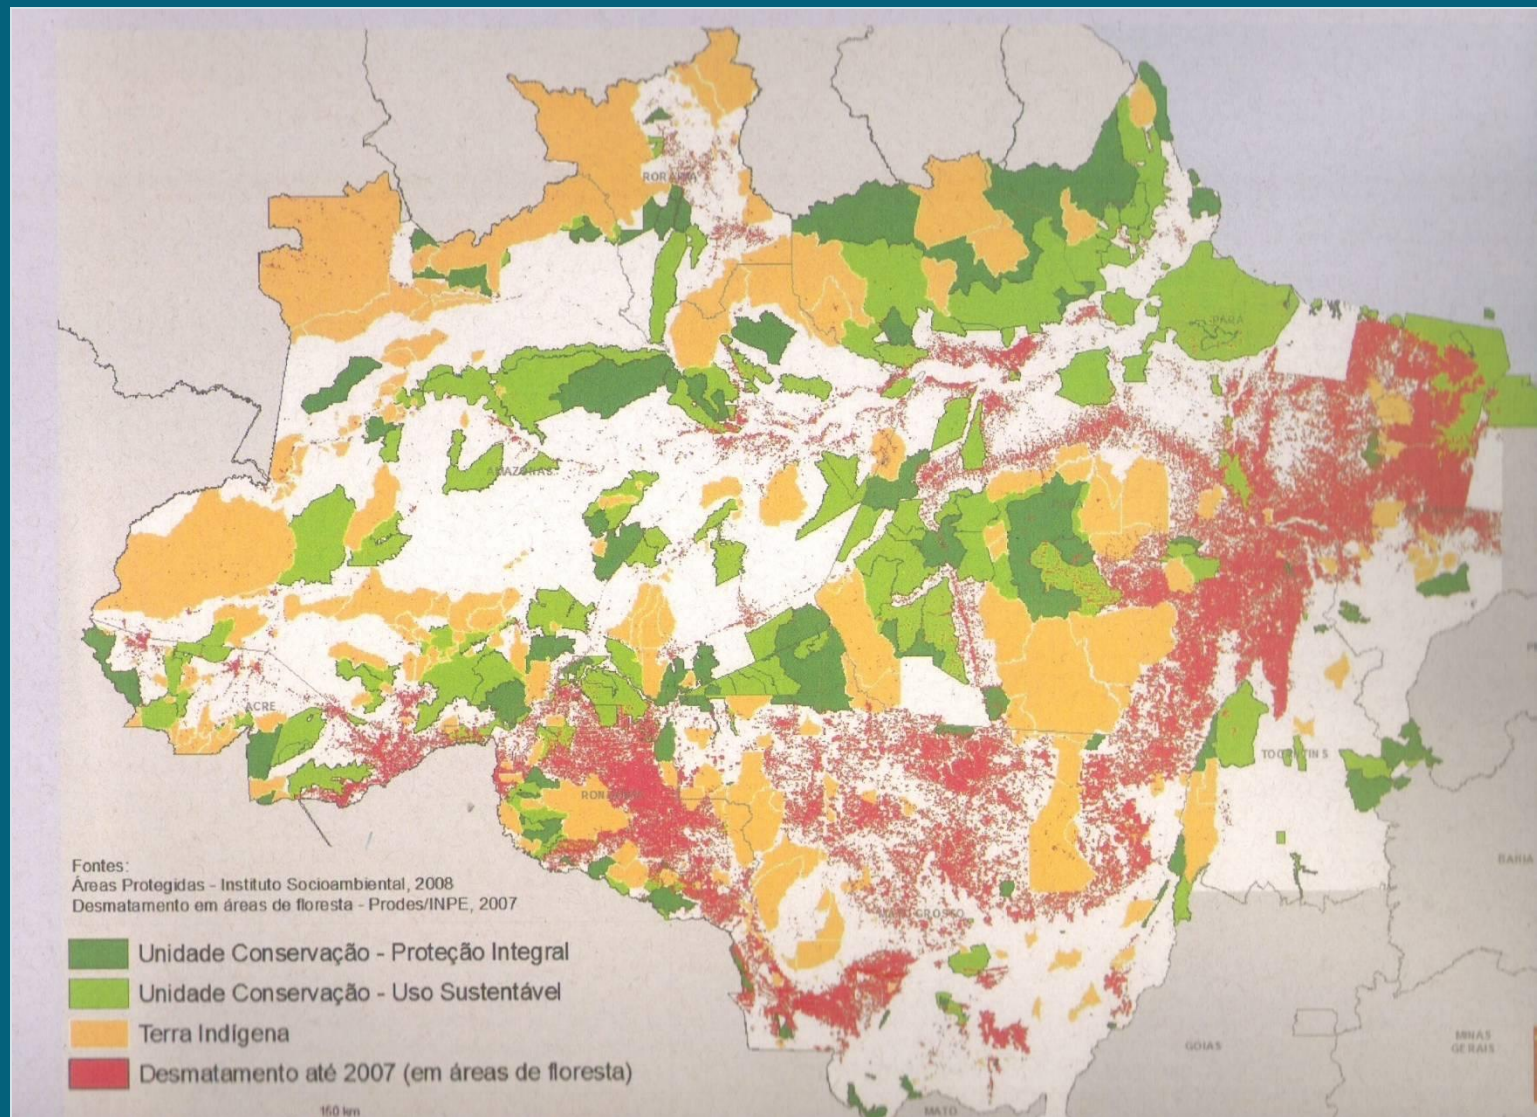 RORAIMA
PARÁ
AMAZONAS
ACRE
TOCANTINS
RONDÔNIA
BAHIA
Fontes:
Áreas Protegidas - Instituto Socioambiental, 2008
Desmatamento em áreas de floresta - Prodes/INPE, 2007
MATO GROSSO
Unidade Conservação - Proteção Integral
Unidade Conservação - Uso Sustentável
Terra Indígena
GOIÁS
MINAS
GERAIS
Desmatamento até 2007 (em áreas de floresta)
150 km
MATO